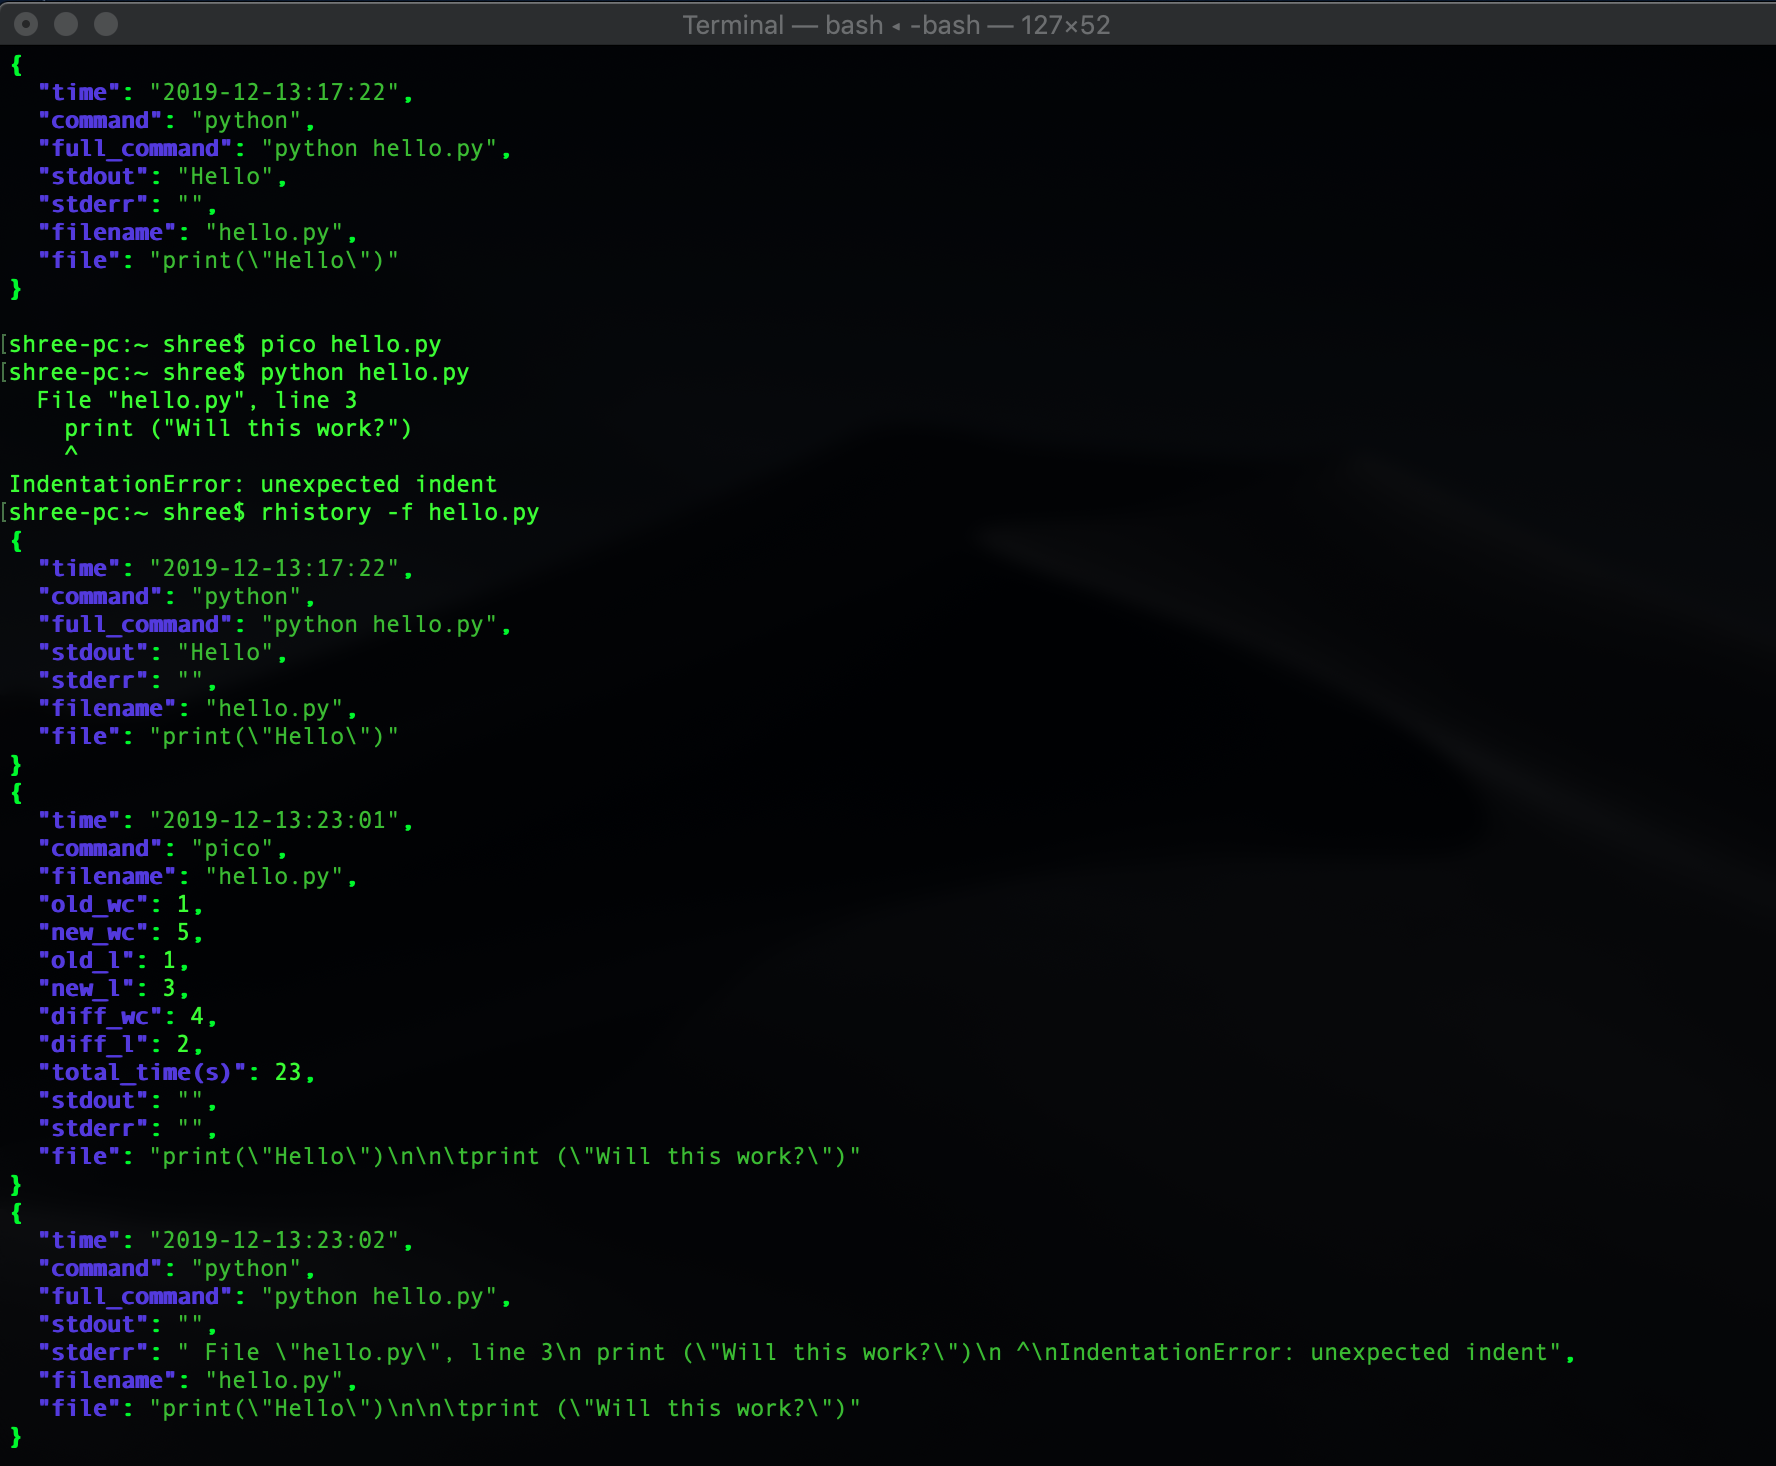 Terminal — bash ◂ -bash — 127×52
{
  "time": "2019-12-13:17:22",
  "command": "python",
  "full_command": "python hello.py",
  "stdout": "Hello",
  "stderr": "",
  "filename": "hello.py",
  "file": "print(\"Hello\")"
}
[shree-pc:~ shree$ pico hello.py
[shree-pc:~ shree$ python hello.py
  File "hello.py", line 3
    print ("Will this work?")
    ^
IndentationError: unexpected indent
[shree-pc:~ shree$ rhistory -f hello.py
{
  "time": "2019-12-13:17:22",
  "command": "python",
  "full_command": "python hello.py",
  "stdout": "Hello",
  "stderr": "",
  "filename": "hello.py",
  "file": "print(\"Hello\")"
}
{
  "time": "2019-12-13:23:01",
  "command": "pico",
  "filename": "hello.py",
  "old_wc": 1,
  "new_wc": 5,
  "old_l": 1,
  "new_l": 3,
  "diff_wc": 4,
  "diff_l": 2,
  "total_time(s)": 23,
  "stdout": "",
  "stderr": "",
  "file": "print(\"Hello\")\n\n\tprint (\"Will this work?\")"
}
{
  "time": "2019-12-13:23:02",
  "command": "python",
  "full_command": "python hello.py",
  "stdout": "",
  "stderr": " File \"hello.py\", line 3\n print (\"Will this work?\")\n ^\nIndentationError: unexpected indent",
  "filename": "hello.py",
  "file": "print(\"Hello\")\n\n\tprint (\"Will this work?\")"
}